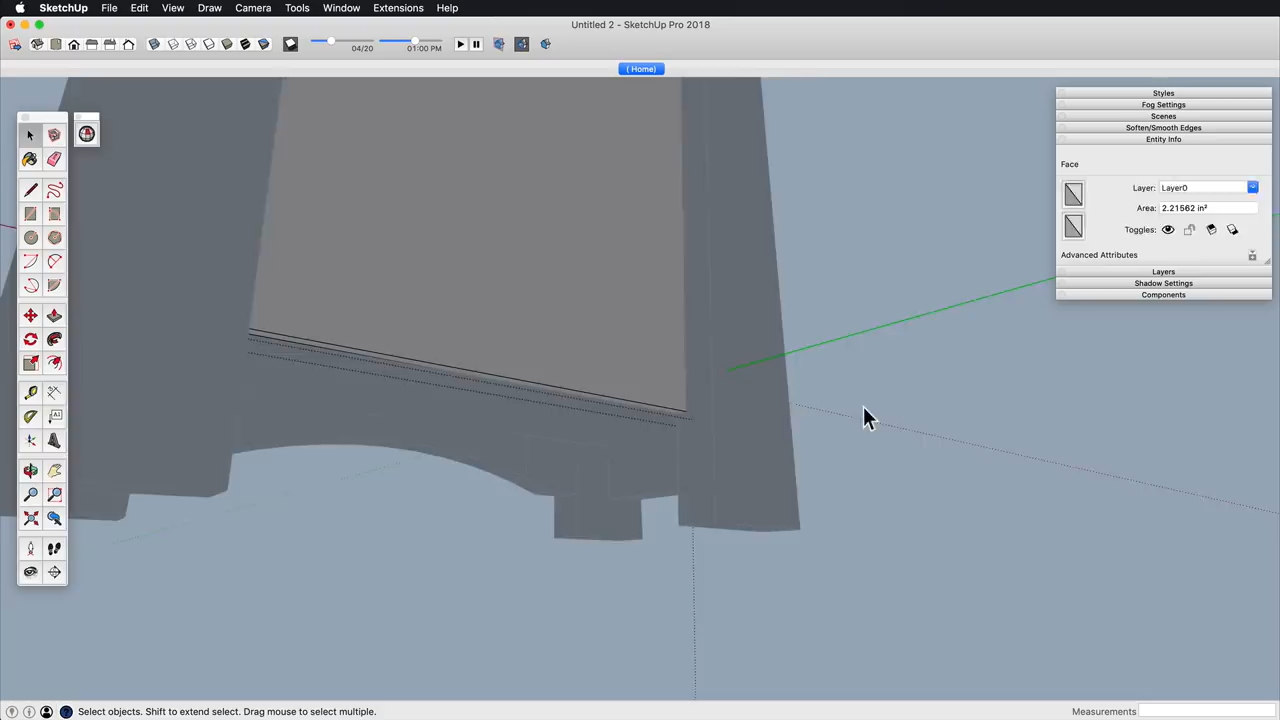 SketchUp File Edit View Draw Camera Tools Window Extensions Help
Untitled 2 - SketchUp Pro 2018
04/20 01:00 PM
( Home)
Styles
Fog Settings
Scenes
Soften/Smooth Edges
Entity Info
Face
Layer: Layer0
Area: 2.21562 in²
Toggles:
Advanced Attributes
Layers
Shadow Settings
Components
Select objects. Shift to extend select. Drag mouse to select multiple.
Measurements